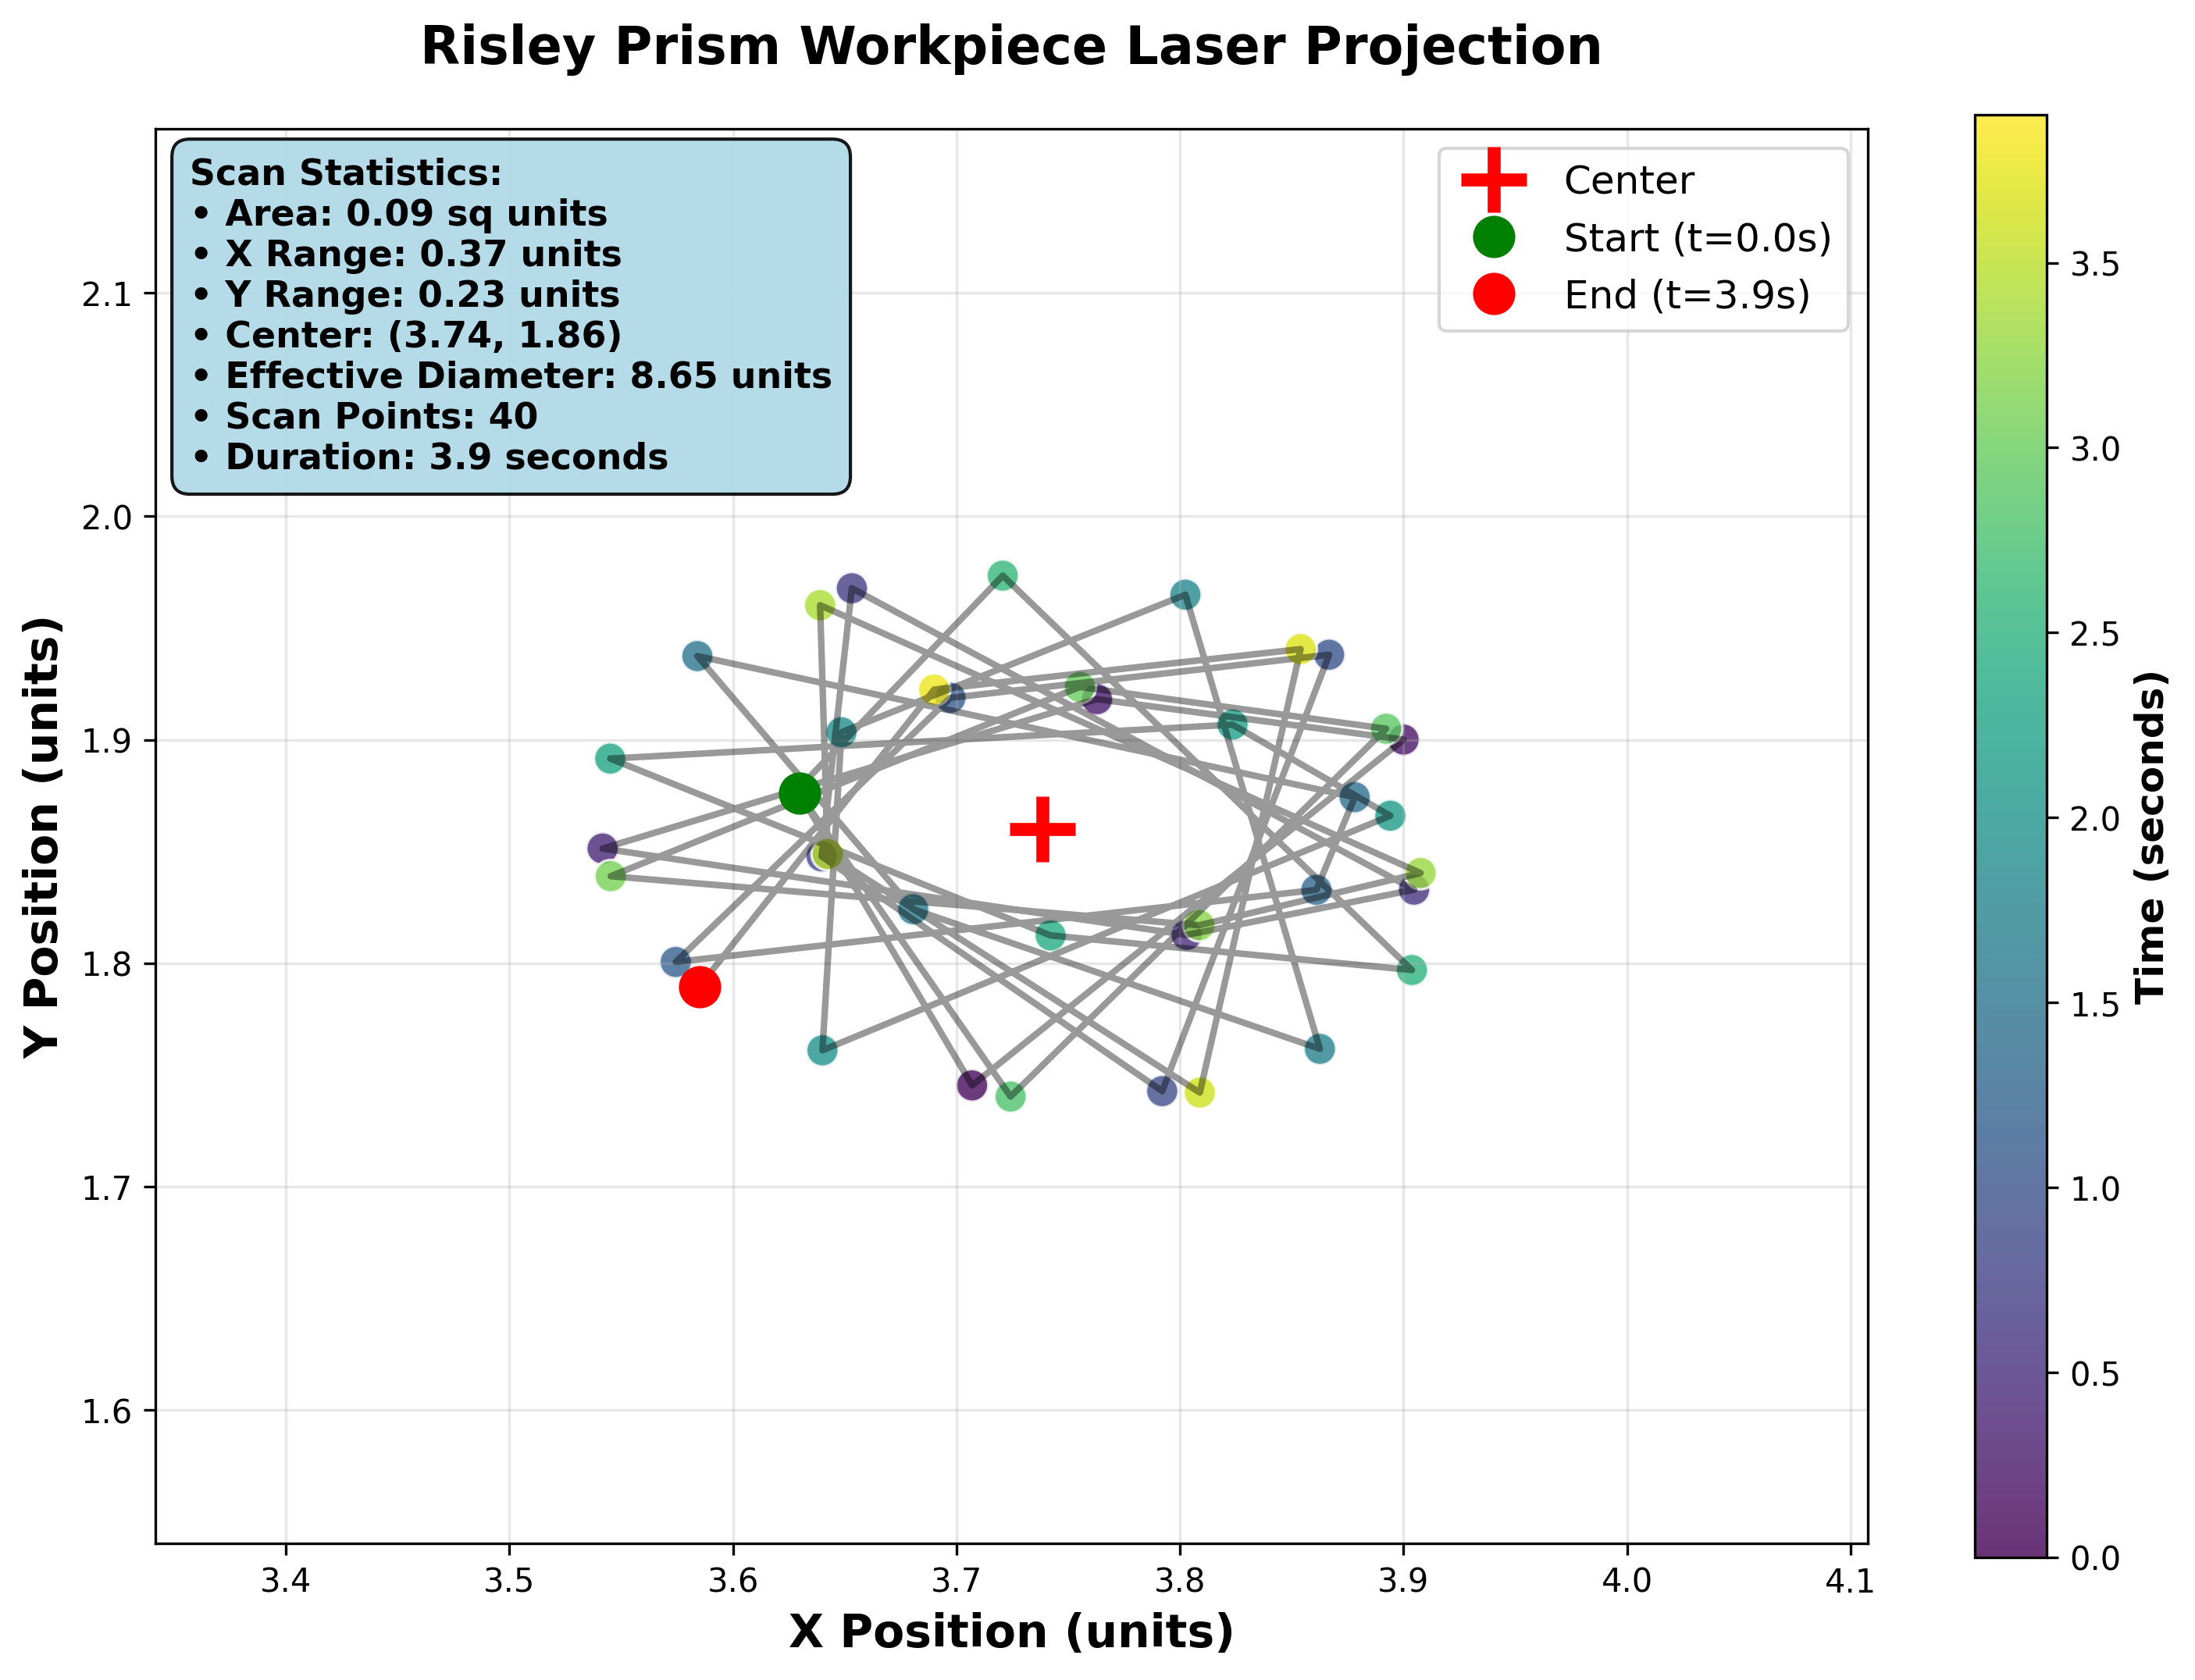 Risley Prism Workpiece Laser Projection
Scan Statistics:
• Area: 0.09 sq units
• X Range: 0.37 units
• Y Range: 0.23 units
• Center: (3.74, 1.86)
• Effective Diameter: 8.65 units
• Scan Points: 40
• Duration: 3.9 seconds
Center
Start (t=0.0s)
End (t=3.9s)
Y Position (units)
2.1
2.0
1.9
1.8
1.7
1.6
3.4 3.5 3.6 3.7 3.8 3.9 4.0 4.1
X Position (units)
3.5
3.0
2.5
2.0
1.5
1.0
0.5
0.0
Time (seconds)